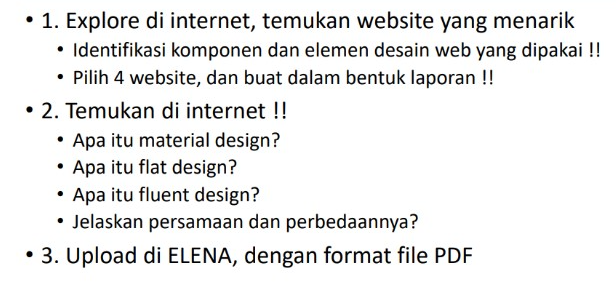 • 1. Explore di internet, temukan website yang menarik
• Identifikasi komponen dan elemen desain web yang dipakai !!
• Pilih 4 website, dan buat dalam bentuk laporan !!
• 2. Temukan di internet !!
• Apa itu material design?
• Apa itu flat design?
• Apa itu fluent design?
• Jelaskan persamaan dan perbedaannya?
• 3. Upload di ELENA, dengan format file PDF